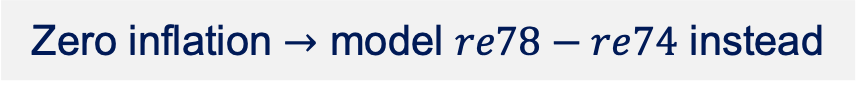 Zero inflation → model re78 − re74 instead